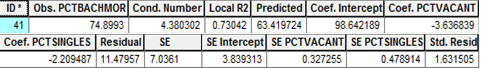 ID * Obs. PCTBACHMOR Cond. Number Local R2 Predicted Coef. Intercept Coef. PCTVACANT
41 74.8993 4.380302 0.73042 63.419724 98.642189 -3.636839
Coef. PCTSINGLES Residual SE SE Intercept SE PCTVACANT SE PCTSINGLES Std. Resid
-2.209487 11.47957 7.0361 3.839313 0.327255 0.478914 1.631505